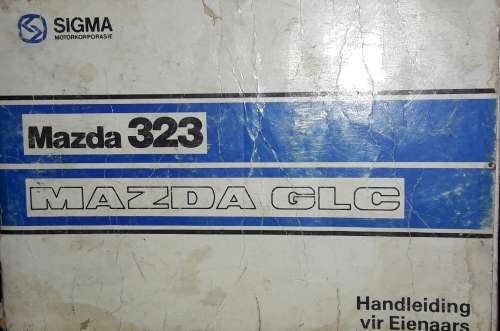 SIGMA
MOTORKORPORASIE
Mazda 323
MAZDA GLC
Handleiding
vir Eienaars